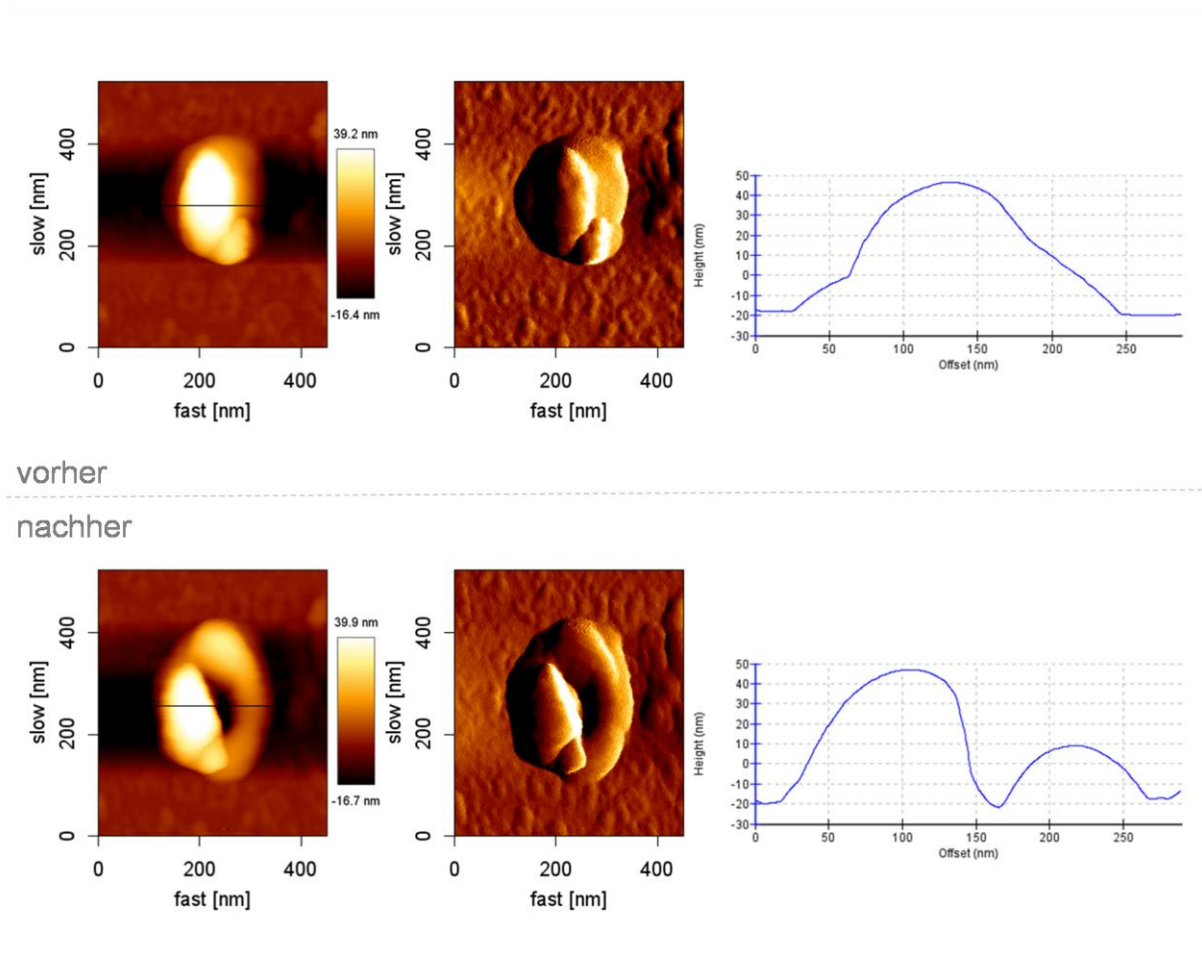 39.2 nm
-16.4 nm
slow [nm]
400
200
0
0 200 400
fast [nm]
slow [nm]
400
200
0
0 200 400
fast [nm]
Height (nm)
50
40
30
20
10
0
-10
-20
-30
0 50 100 150 200 250
Offset (nm)
vorher
nachher
39.9 nm
-16.7 nm
slow [nm]
400
200
0
0 200 400
fast [nm]
slow [nm]
400
200
0
0 200 400
fast [nm]
Height (nm)
50
40
30
20
10
0
-10
-20
-30
0 50 100 150 200 250
Offset (nm)